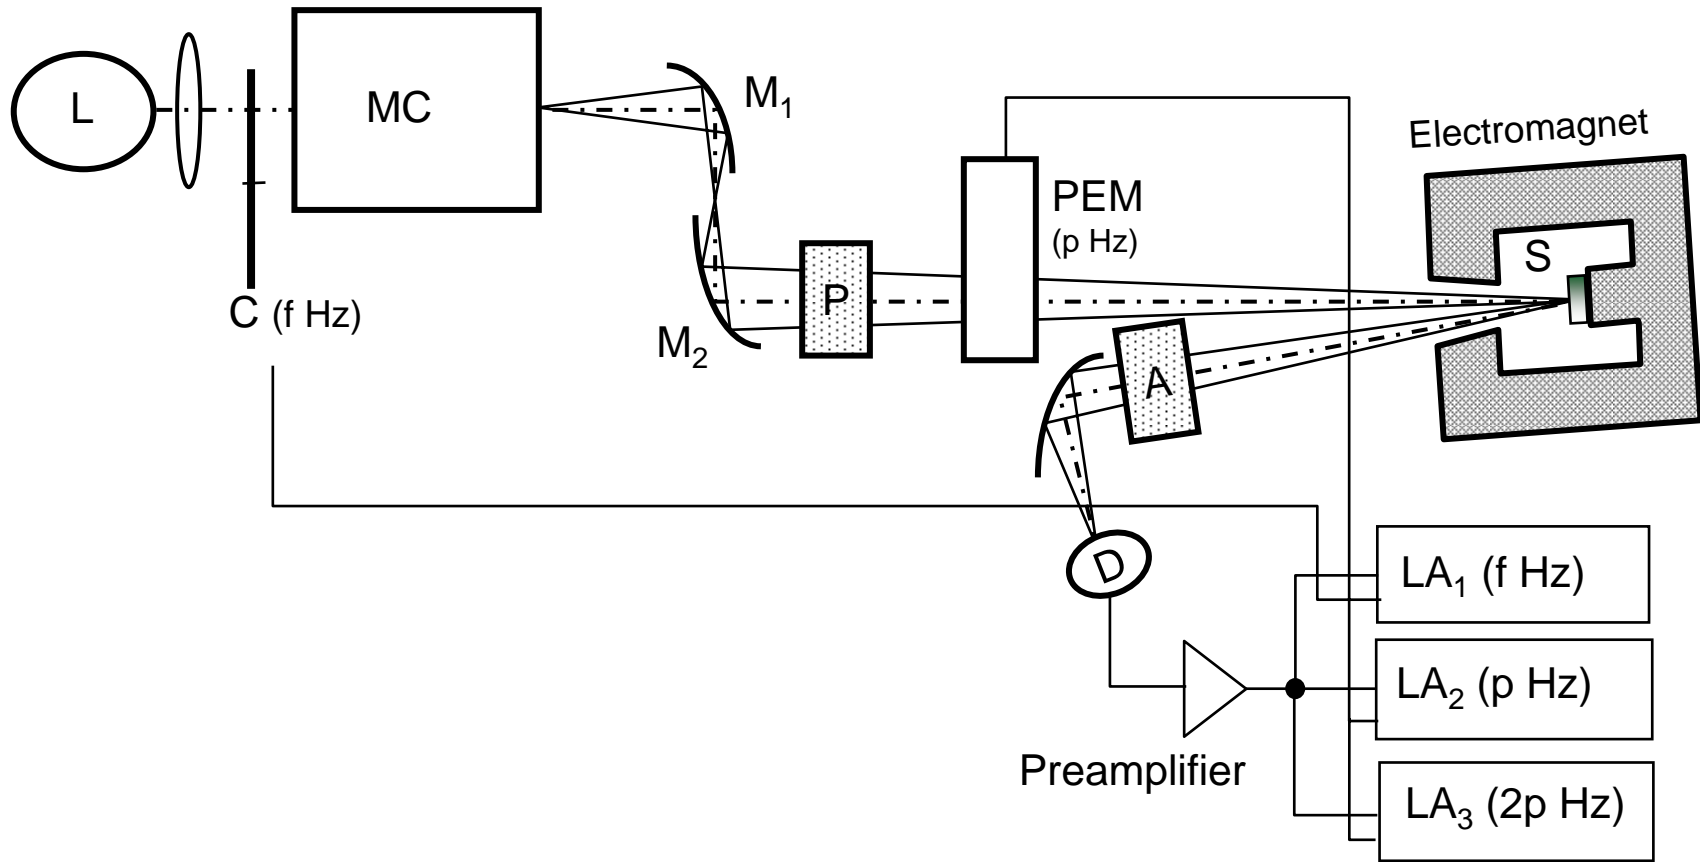 L
MC
M₁
Electromagnet
PEM
(p Hz)
S
C (f Hz)
P
M₂
A
D
LA₁ (f Hz)
LA₂ (p Hz)
Preamplifier
LA₃ (2p Hz)